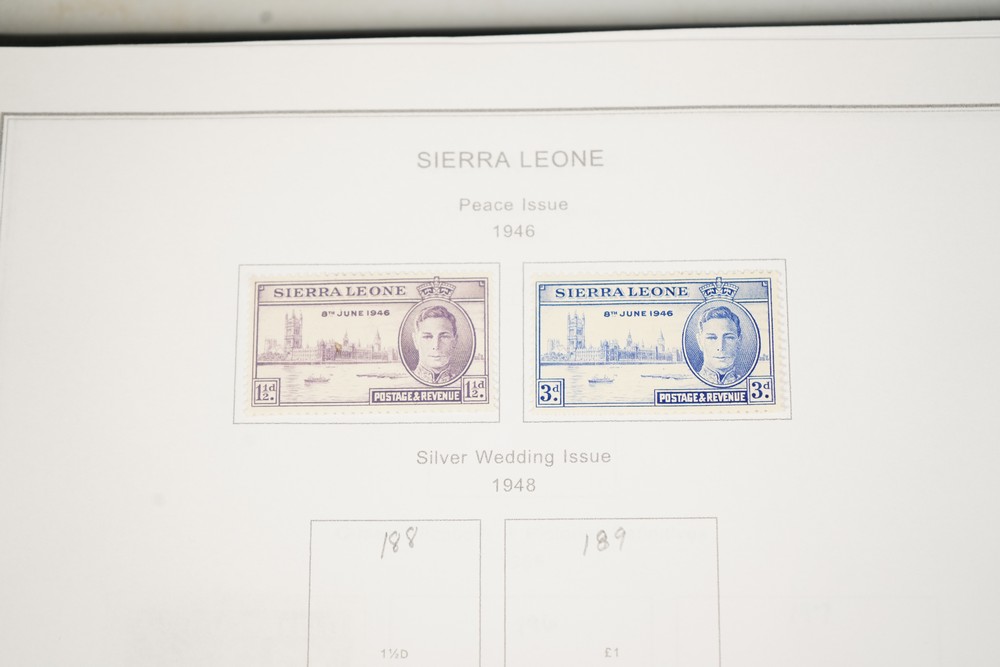 SIERRA LEONE
Peace Issue
1946
SIERRA LEONE
8TH JUNE 1946
1½d.
POSTAGE & REVENUE
1½d.
SIERRA LEONE
8TH JUNE 1946
3d.
POSTAGE & REVENUE
3d.
Silver Wedding Issue
1948
188
189
1½D
£1